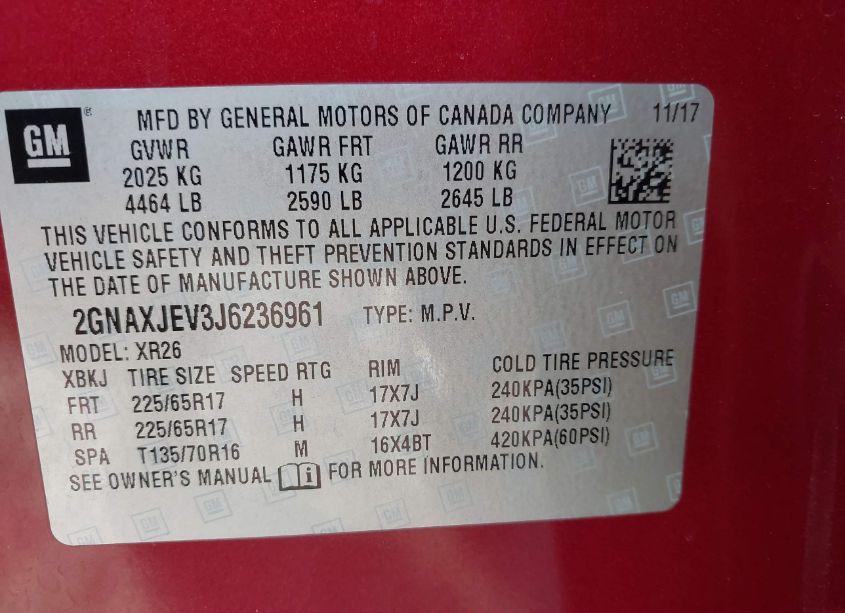 GM ® MFD BY GENERAL MOTORS OF CANADA COMPANY 11/17
GVWR GAWR FRT GAWR RR
2025 KG 1175 KG 1200 KG
4464 LB 2590 LB 2645 LB
THIS VEHICLE CONFORMS TO ALL APPLICABLE U.S. FEDERAL MOTOR
VEHICLE SAFETY AND THEFT PREVENTION STANDARDS IN EFFECT ON
THE DATE OF MANUFACTURE SHOWN ABOVE.
2GNAXJEV3J6236961 TYPE: M.P.V.
MODEL: XR26
XBKJ TIRE SIZE SPEED RTG RIM COLD TIRE PRESSURE
FRT 225/65R17 H 17X7J 240KPA(35PSI)
RR 225/65R17 H 17X7J 240KPA(35PSI)
SPA T135/70R16 M 16X4BT 420KPA(60PSI)
SEE OWNER'S MANUAL i FOR MORE INFORMATION.